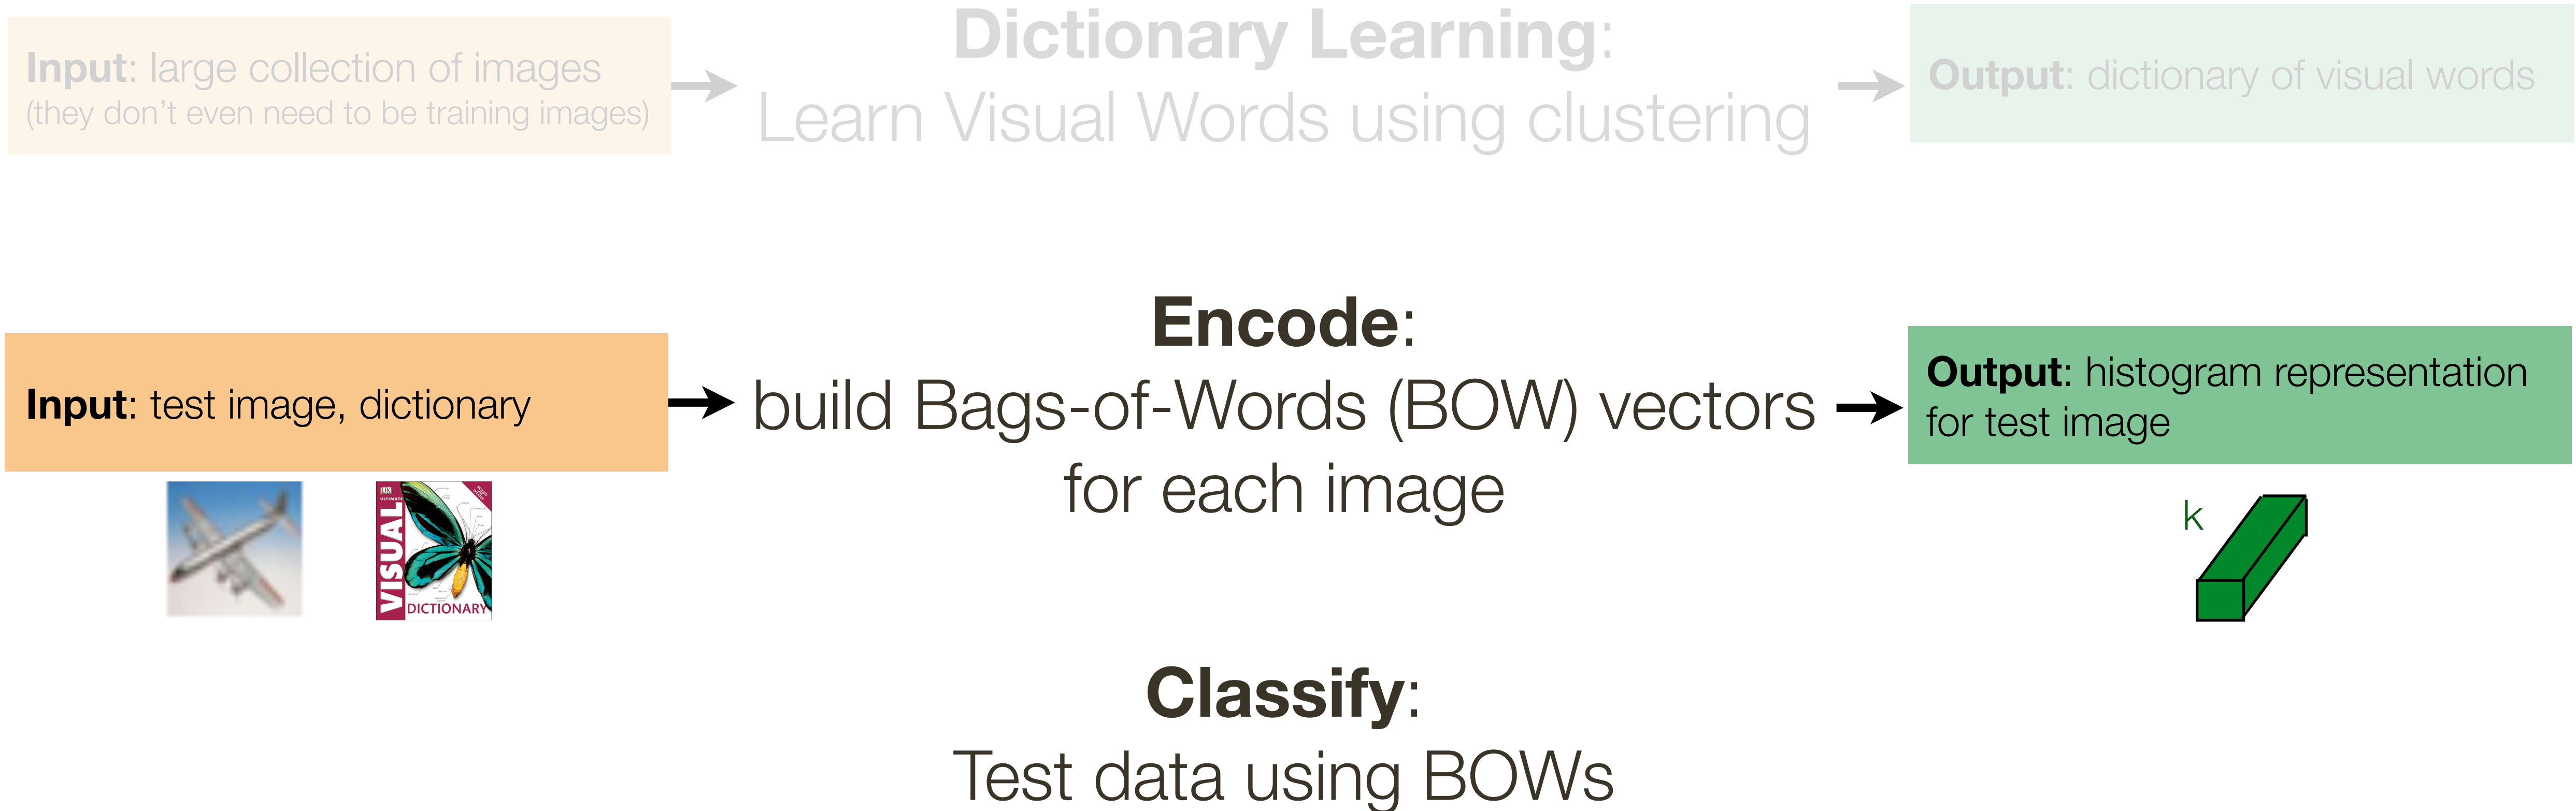 Dictionary Learning:
Input: large collection of images
(they don't even need to be training images)
Learn Visual Words using clustering
Output: dictionary of visual words
Encode:
Input: test image, dictionary
build Bags-of-Words (BOW) vectors
for each image
Output: histogram representation
for test image
DK
ULTIMATE
VISUAL
DICTIONARY
k
Classify:
Test data using BOWs